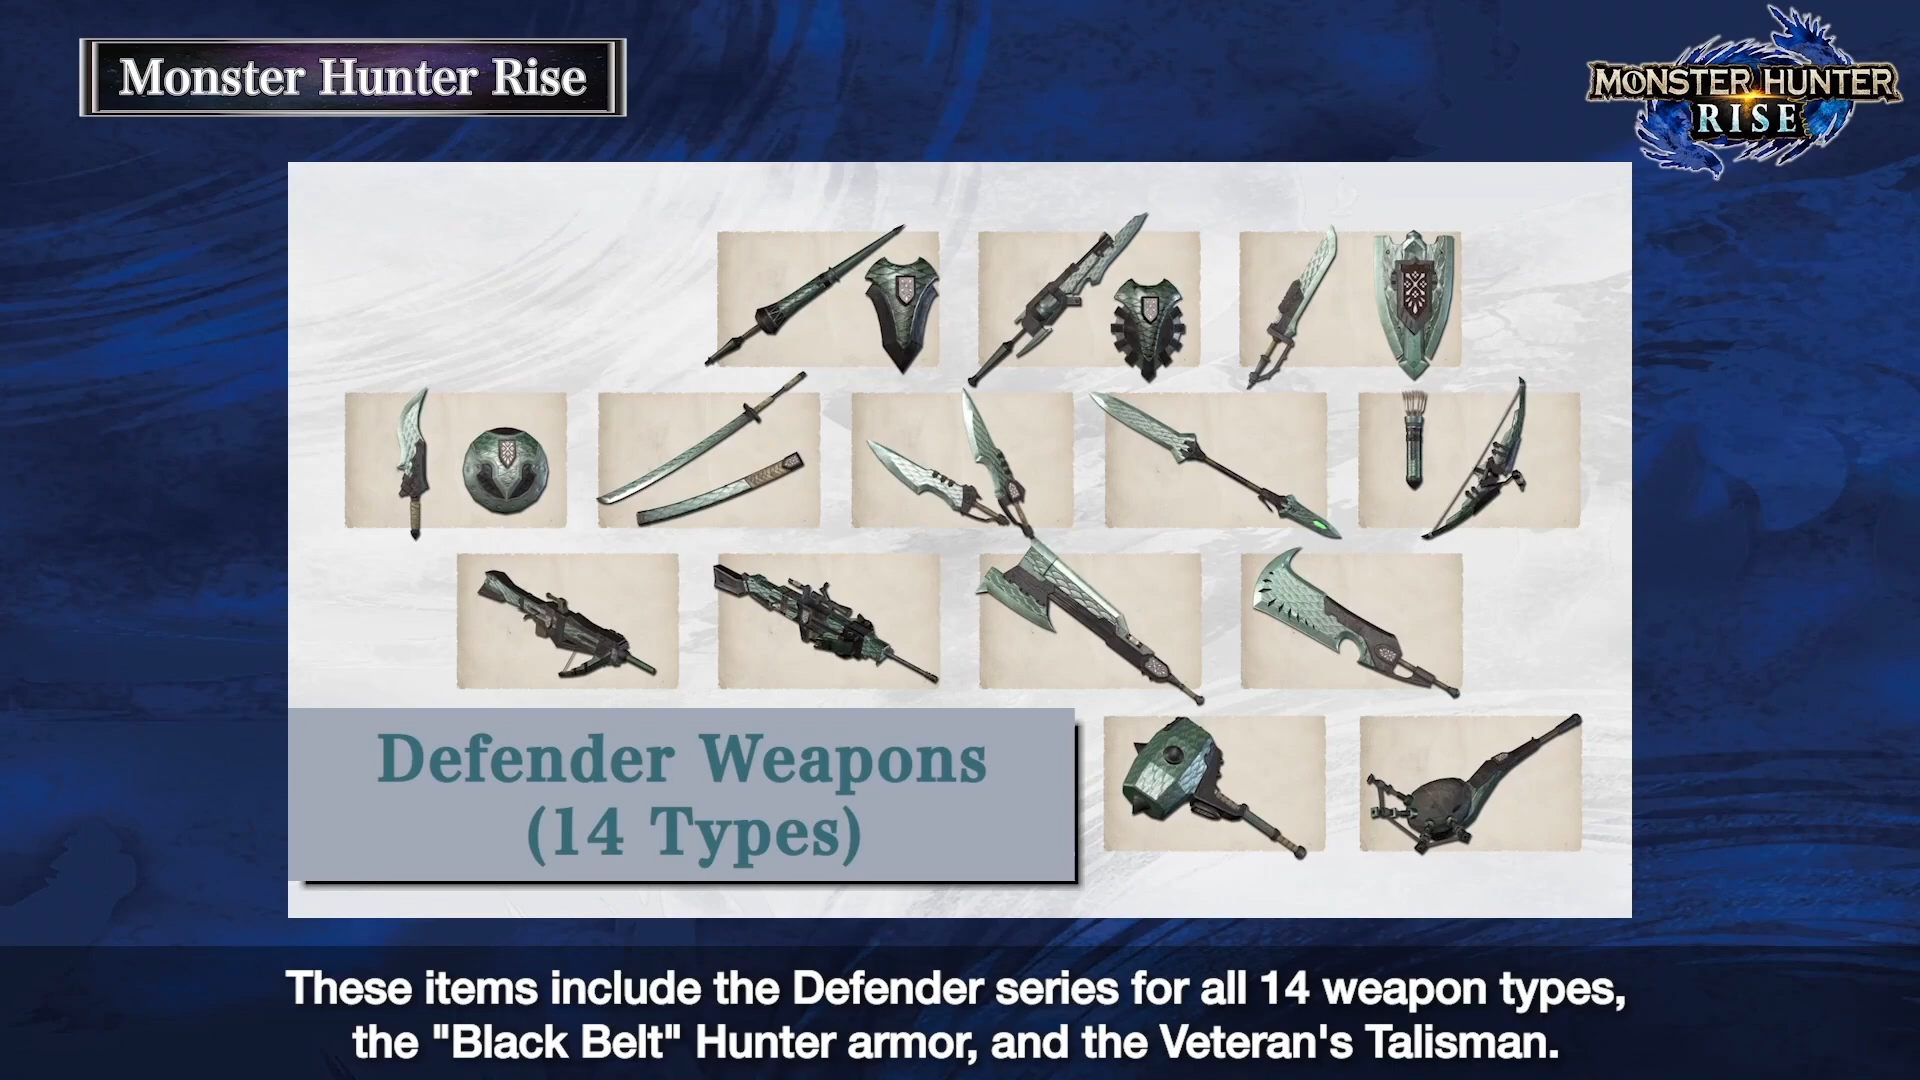 Monster Hunter Rise
MONSTER HUNTER
RISE
Defender Weapons
(14 Types)
These items include the Defender series for all 14 weapon types,
the "Black Belt" Hunter armor, and the Veteran's Talisman.